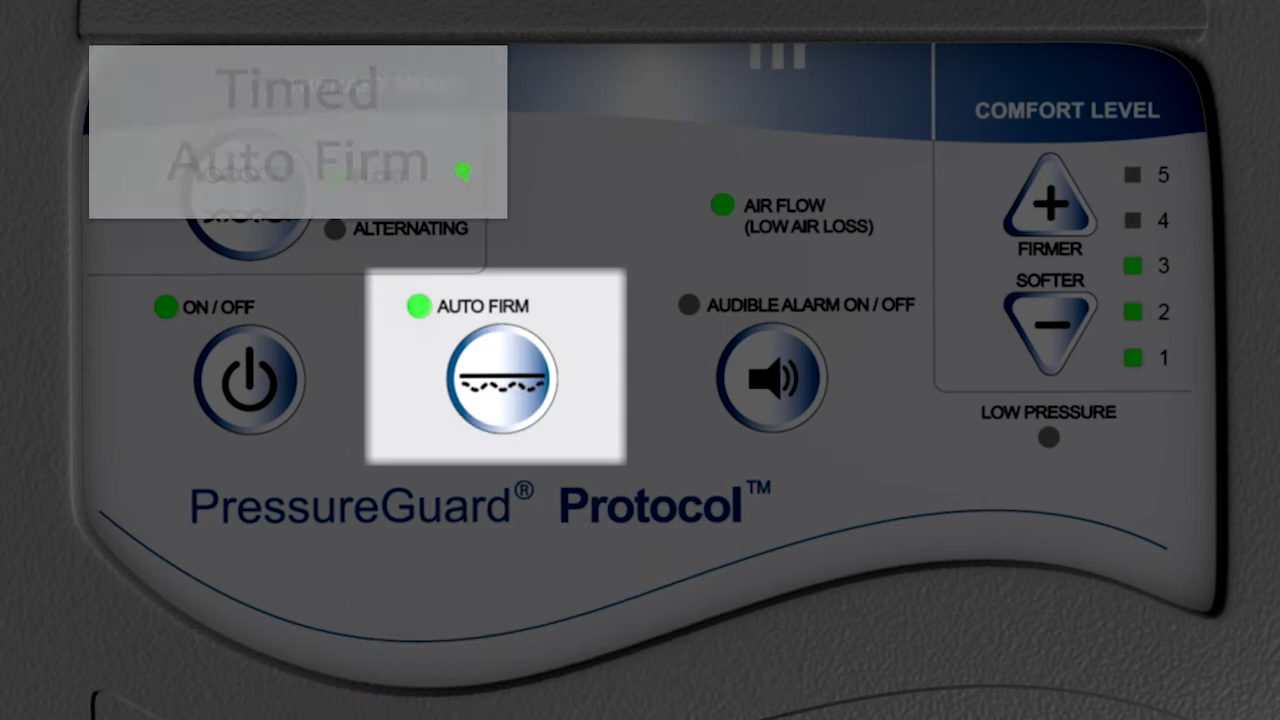 Timed
Auto Firm
ALTERNATING
AIR FLOW
(LOW AIR LOSS)
COMFORT LEVEL
5
4
FIRMER
SOFTER
3
2
1
ON / OFF
AUTO FIRM
AUDIBLE ALARM ON / OFF
LOW PRESSURE
PressureGuard® Protocol™